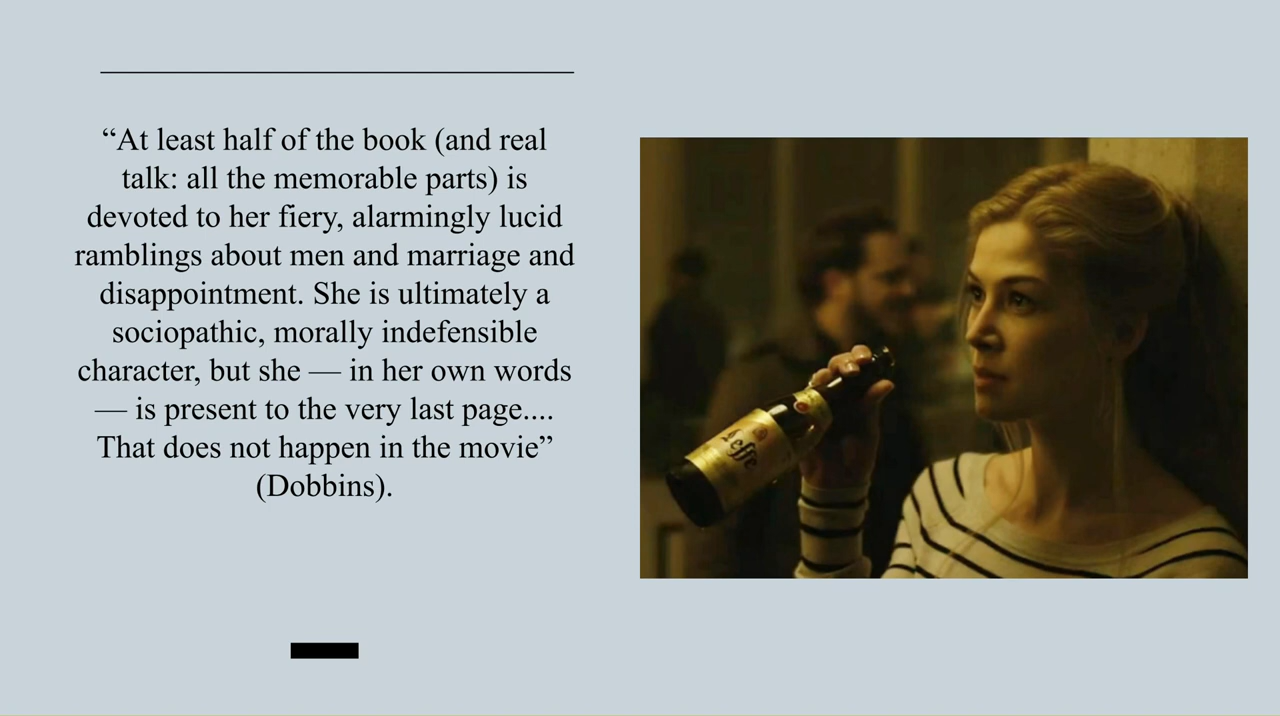 “At least half of the book (and real
talk: all the memorable parts) is
devoted to her fiery, alarmingly lucid
ramblings about men and marriage and
disappointment. She is ultimately a
sociopathic, morally indefensible
character, but she — in her own words
— is present to the very last page....
That does not happen in the movie”
(Dobbins).
Leffe